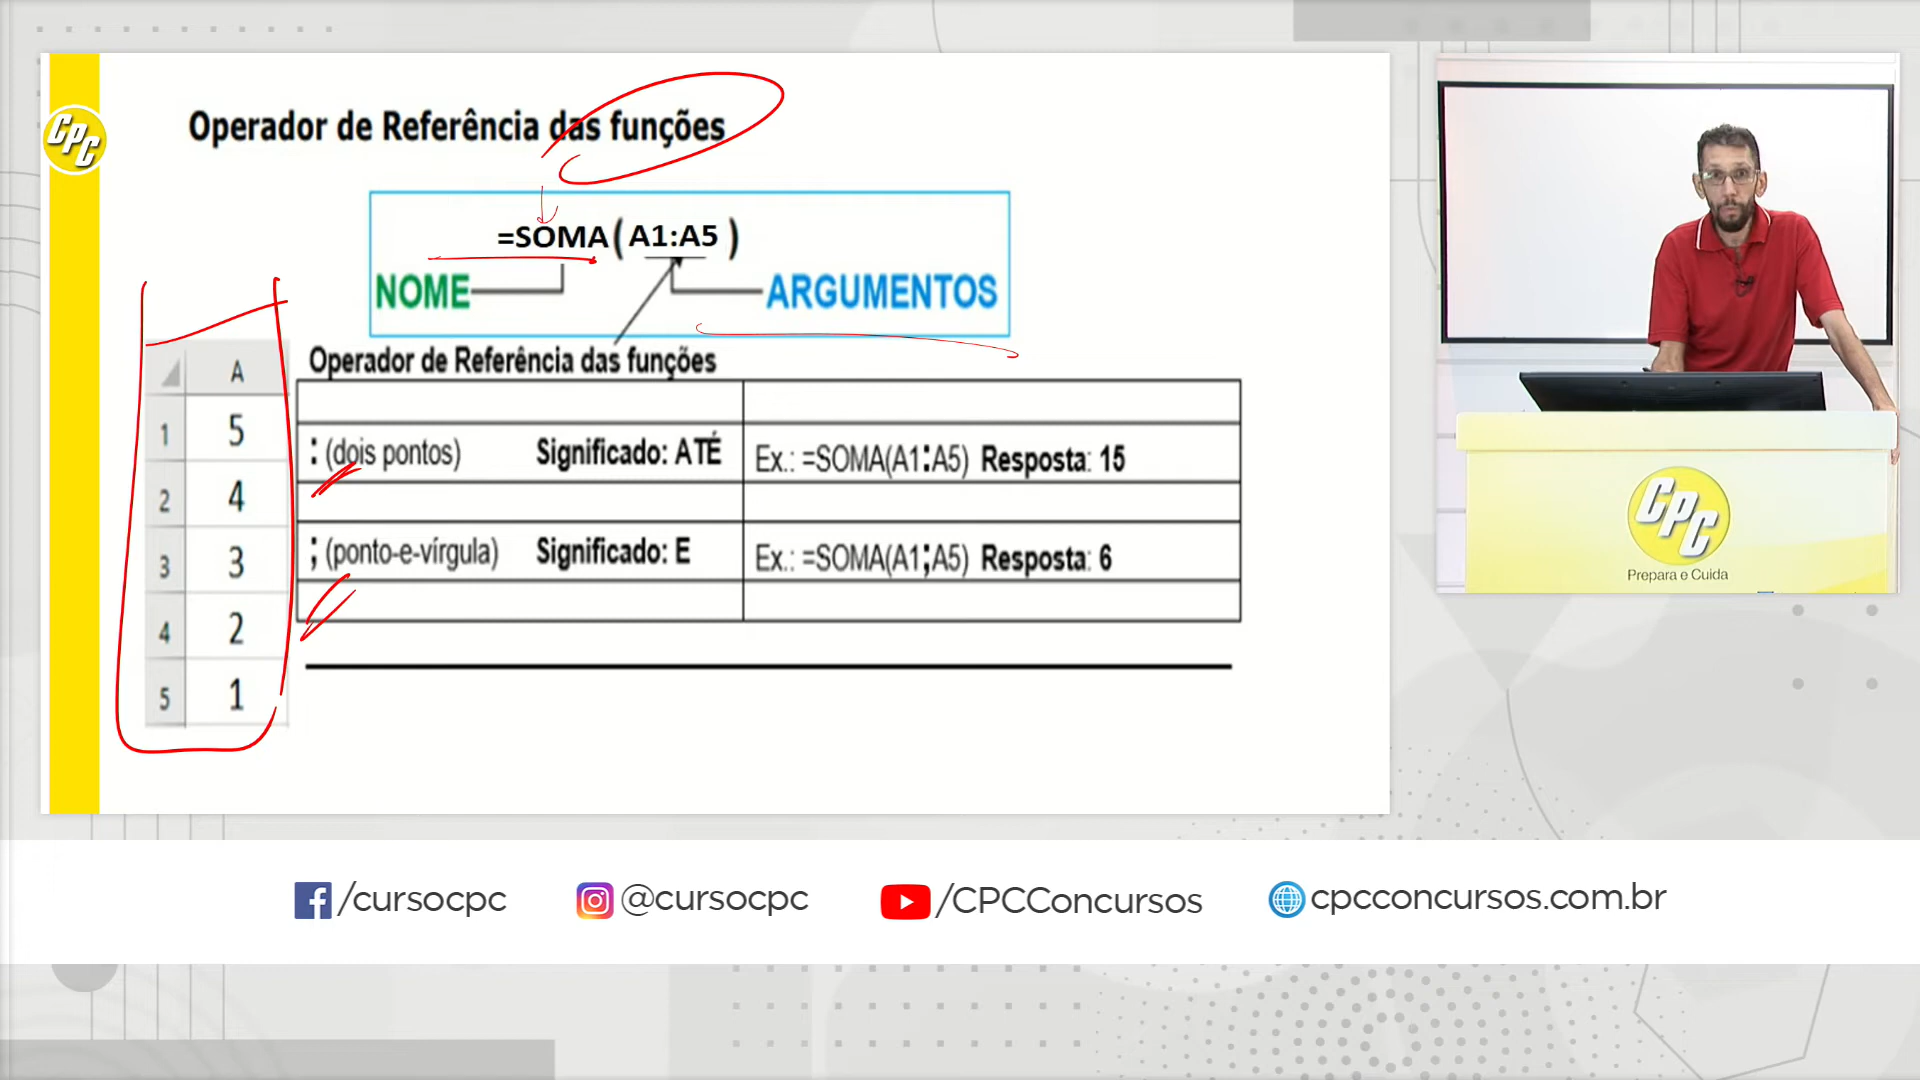 CPC
Operador de Referência das funções
=SOMA(A1:A5)
NOME
ARGUMENTOS
Operador de Referência das funções
A
1 5
2 4
3 3
4 2
5 1
: (dois pontos) Significado: ATÉ Ex.: =SOMA(A1:A5) Resposta: 15
; (ponto-e-vírgula) Significado: E Ex.: =SOMA(A1;A5) Resposta: 6
CPC
Prepara e Cuida
/cursocpc @cursocpc /CPCConcursos cpcconcursos.com.br